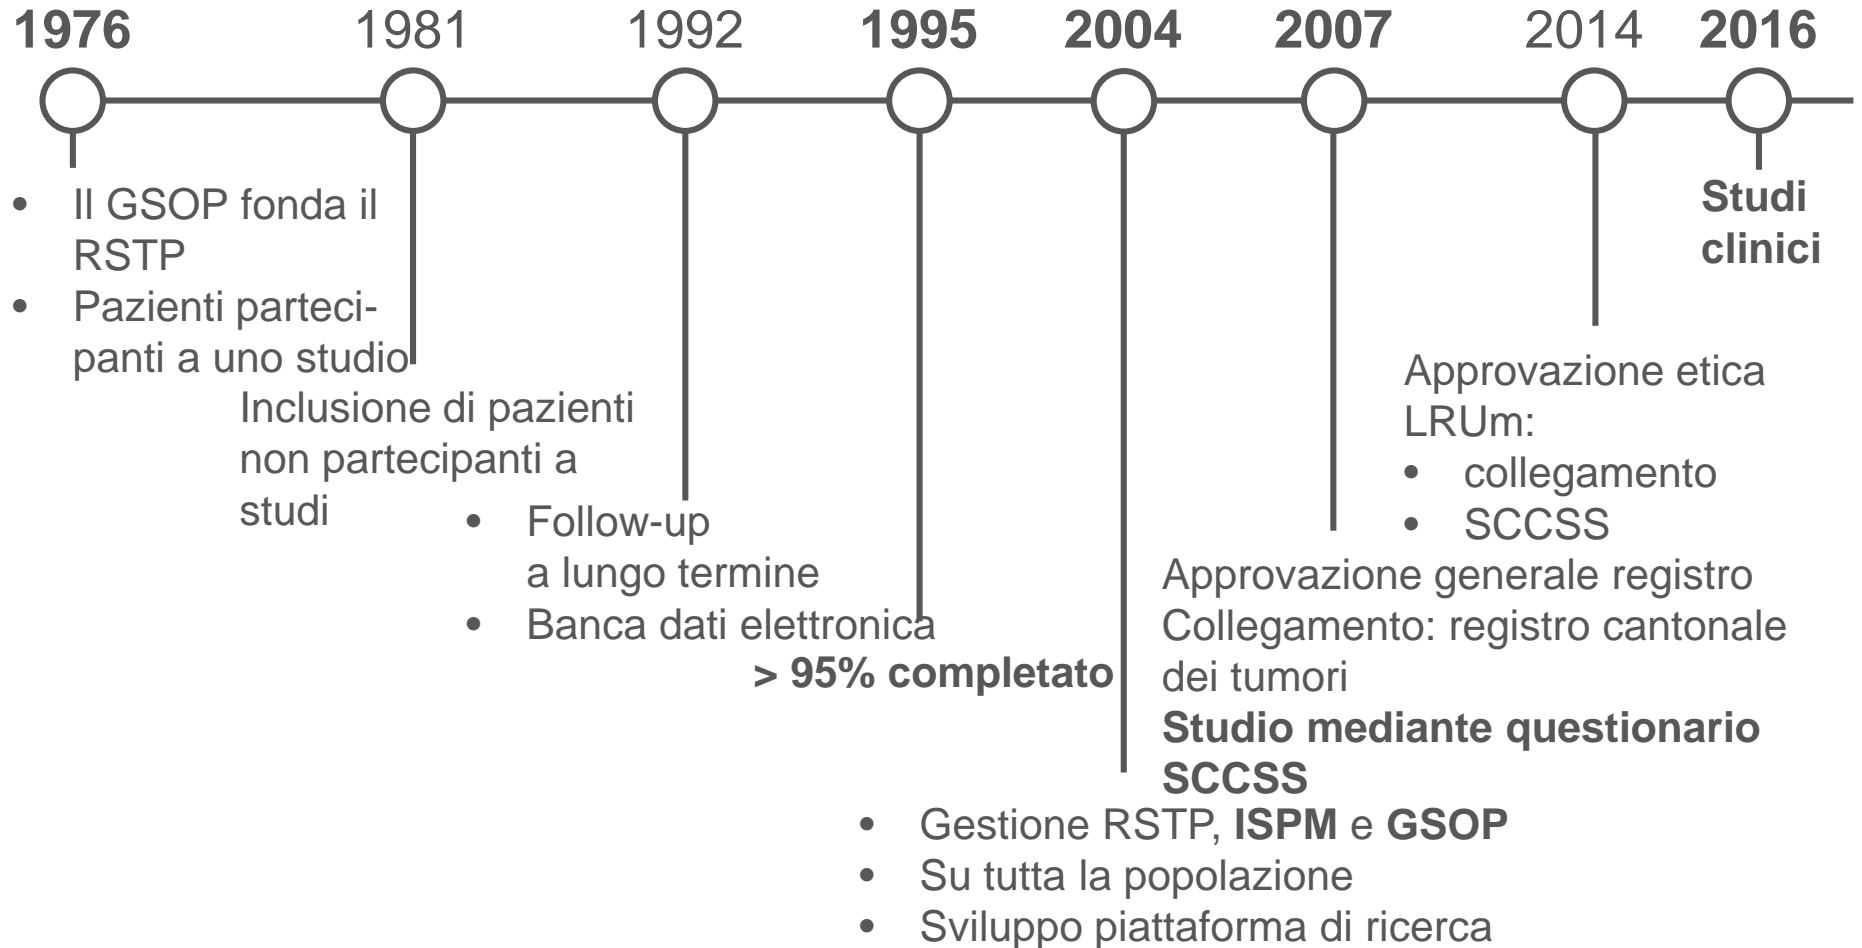 1976 1981 1992 1995 2004 2007 2014 2016
• Il GSOP fonda il
RSTP
• Pazienti parteci-
panti a uno studio
Inclusione di pazienti
non partecipanti a
studi
• Follow-up
a lungo termine
• Banca dati elettronica
> 95% completato
• Gestione RSTP, ISPM e GSOP
• Su tutta la popolazione
• Sviluppo piattaforma di ricerca
Approvazione generale registro
Collegamento: registro cantonale
dei tumori
Studio mediante questionario
SCCSS
Approvazione etica
LRUm:
• collegamento
• SCCSS
Studi
clinici